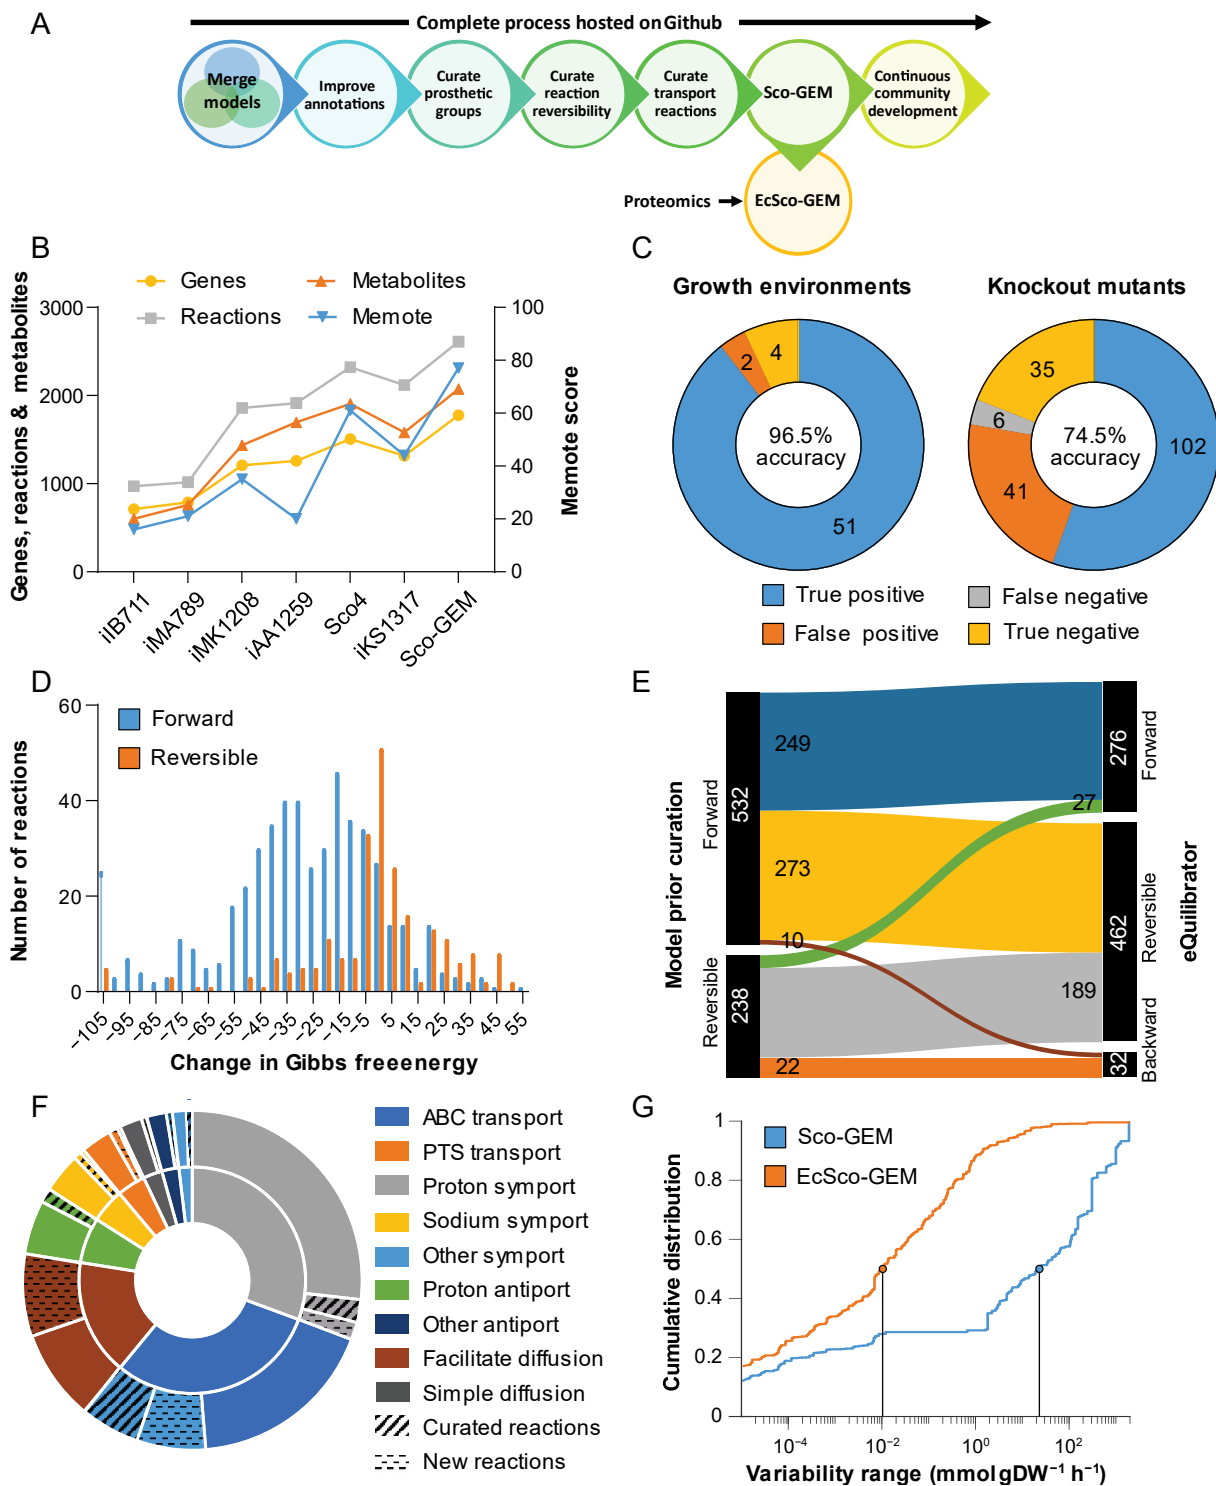 A
Complete process hosted on Github
Merge
models
Improve
annotations
Curate
prosthetic
groups
Curate
reaction
reversibility
Curate
transport
reactions
Sco-GEM
Continuous
community
development
Proteomics
EcSco-GEM
B
Genes
Metabolites
Reactions
Memote
Genes, reactions & metabolites
3000
2000
1000
0
100
80
60
40
20
0
Memote score
iIB711
iMA789
iMK1208
iAA1259
Sco4
iKS1317
Sco-GEM
C
Growth environments
Knockout mutants
2
4
51
96.5%
accuracy
35
6
41
102
74.5%
accuracy
True positive
False negative
False positive
True negative
D
Forward
Reversible
Number of reactions
60
40
20
0
−105
−95
−85
−75
−65
−55
−45
−35
−25
−15
−5
5
15
25
35
45
55
Change in Gibbs freeenergy
E
Model prior curation
Forward
532
Reversible
238
249
273
10
22
27
189
276
Forward
462
Reversible
32
Backward
eQuilibrator
F
ABC transport
PTS transport
Proton symport
Sodium symport
Other symport
Proton antiport
Other antiport
Facilitate diffusion
Simple diffusion
Curated reactions
New reactions
G
Sco-GEM
EcSco-GEM
Cumulative distribution
1
0.8
0.6
0.4
0.2
0
10⁻⁴
10⁻²
10⁰
10²
Variability range (mmolgDW⁻¹ h⁻¹)